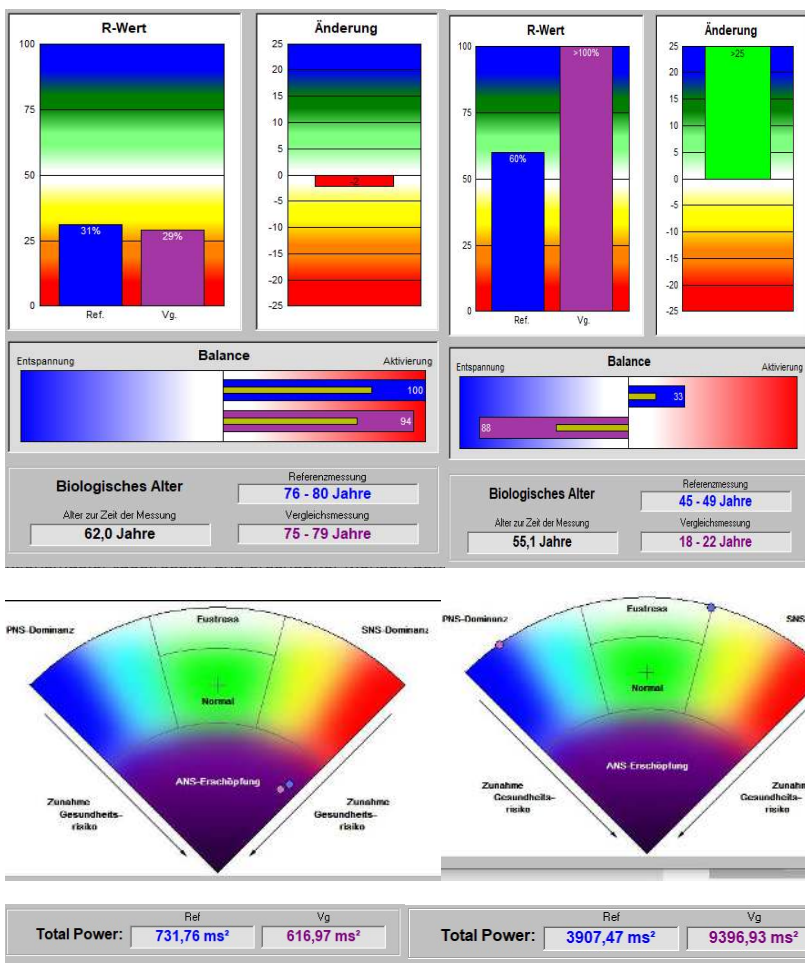 R-Wert
100
75
50
25
0
31%
29%
Ref.
Vg.
Änderung
25
20
15
10
5
0
-5
-10
-15
-20
-25
-2
R-Wert
100
75
50
25
0
60%
>100%
Ref.
Vg.
Änderung
25
20
15
10
5
0
-5
-10
-15
-20
-25
>25
Balance
Entspannung
Aktivierung
100
94
Balance
Entspannung
Aktivierung
33
88
Biologisches Alter
Referenzmessung
76 - 80 Jahre
Alter zur Zeit der Messung
62,0 Jahre
Vergleichsmessung
75 - 79 Jahre
Biologisches Alter
Referenzmessung
45 - 49 Jahre
Alter zur Zeit der Messung
55,1 Jahre
Vergleichsmessung
18 - 22 Jahre
PNS-Dominanz
Eustress
SNS-Dominanz
Normal
ANS-Erschöpfung
Zunahme
Gesundheits-
risiko
Zunahme
Gesundheits-
risiko
PNS-Dominanz
Eustress
SNS
Normal
ANS-Erschöpfung
Zunahme
Gesundheits-
risiko
Zunahm
Gesundheits-
risiko
Total Power:
Ref
731,76 ms²
Vg
616,97 ms²
Total Power:
Ref
3907,47 ms²
Vg
9396,93 ms²